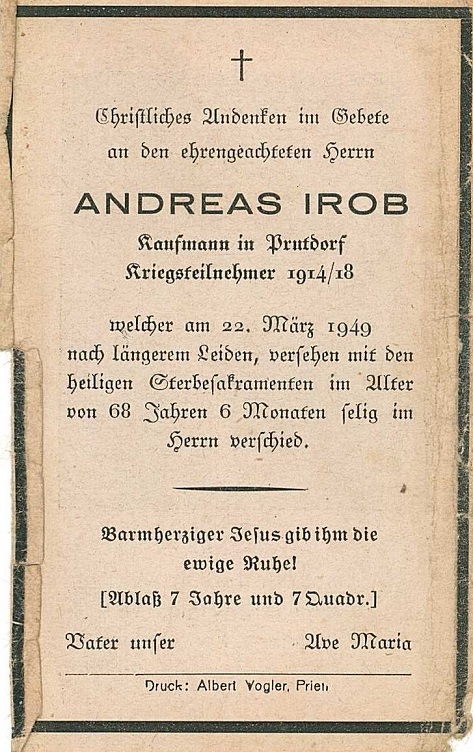 Christliches Andenken im Gebete
an den ehrengeachteten Herrn
ANDREAS IROB
Kaufmann in Prutdorf
Kriegsteilnehmer 1914/18
welcher am 22. März 1949
nach längerem Leiden, versehen mit den
heiligen Sterbesakramenten im Alter
von 68 Jahren 6 Monaten selig im
Herrn verschied.
Barmherziger Jesus gib ihm die
ewige Ruhe!
[Ablaß 7 Jahre und 7 Quadr.]
Vater unser Ave Maria
Druck: Albert Vogler, Prien